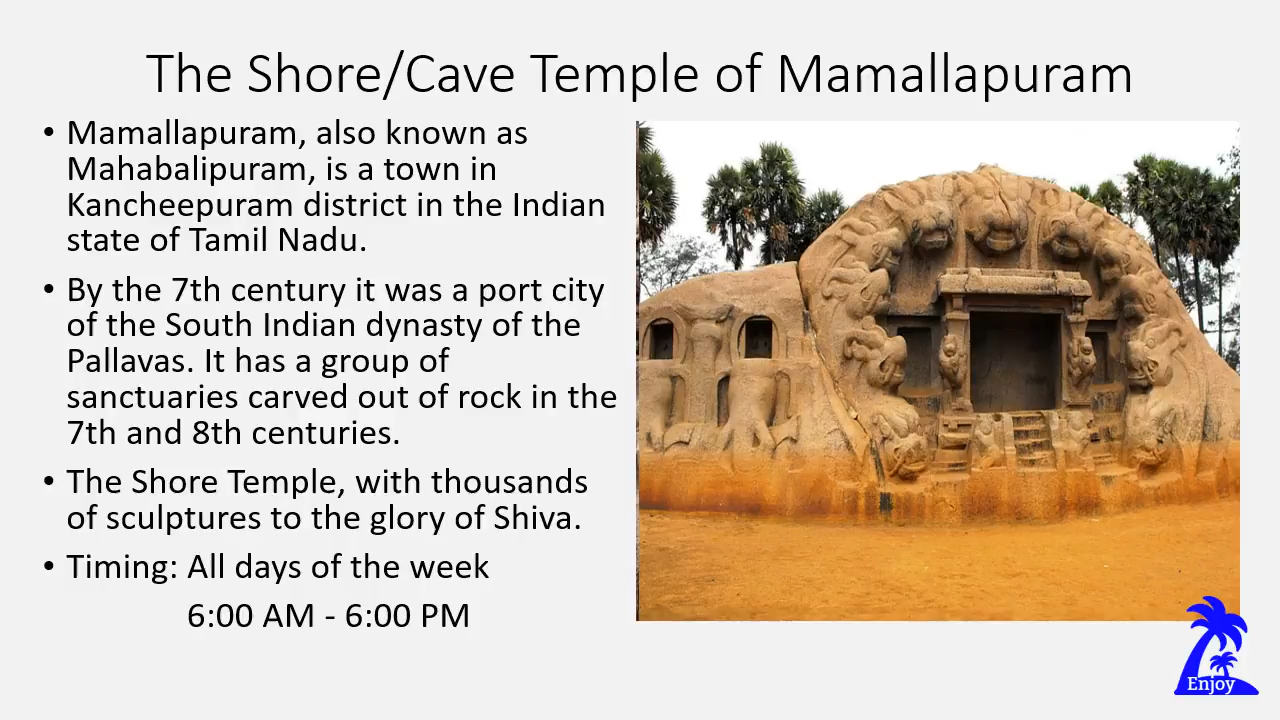 The Shore/Cave Temple of Mamallapuram
• Mamallapuram, also known as
Mahabalipuram, is a town in
Kancheepuram district in the Indian
state of Tamil Nadu.
• By the 7th century it was a port city
of the South Indian dynasty of the
Pallavas. It has a group of
sanctuaries carved out of rock in the
7th and 8th centuries.
• The Shore Temple, with thousands
of sculptures to the glory of Shiva.
• Timing: All days of the week
6:00 AM - 6:00 PM
Enjoy